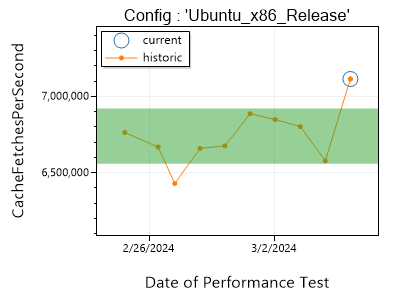 Config : 'Ubuntu_x86_Release'
current
historic
CacheFetchesPerSecond
7,000,000
6,500,000
2/26/2024
3/2/2024
Date of Performance Test